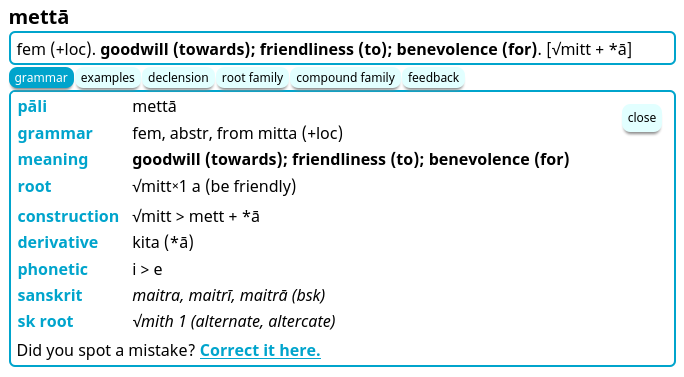 mettā
fem (+loc). goodwill (towards); friendliness (to); benevolence (for). [√mitt + *ā]
grammar examples declension root family compound family feedback
close
pāli mettā
grammar fem, abstr, from mitta (+loc)
meaning goodwill (towards); friendliness (to); benevolence (for)
root √mitt×1 a (be friendly)
construction √mitt > mett + *ā
derivative kita (*ā)
phonetic i > e
sanskrit maitra, maitrī, maitrā (bsk)
sk root √mith 1 (alternate, altercate)
Did you spot a mistake? Correct it here.